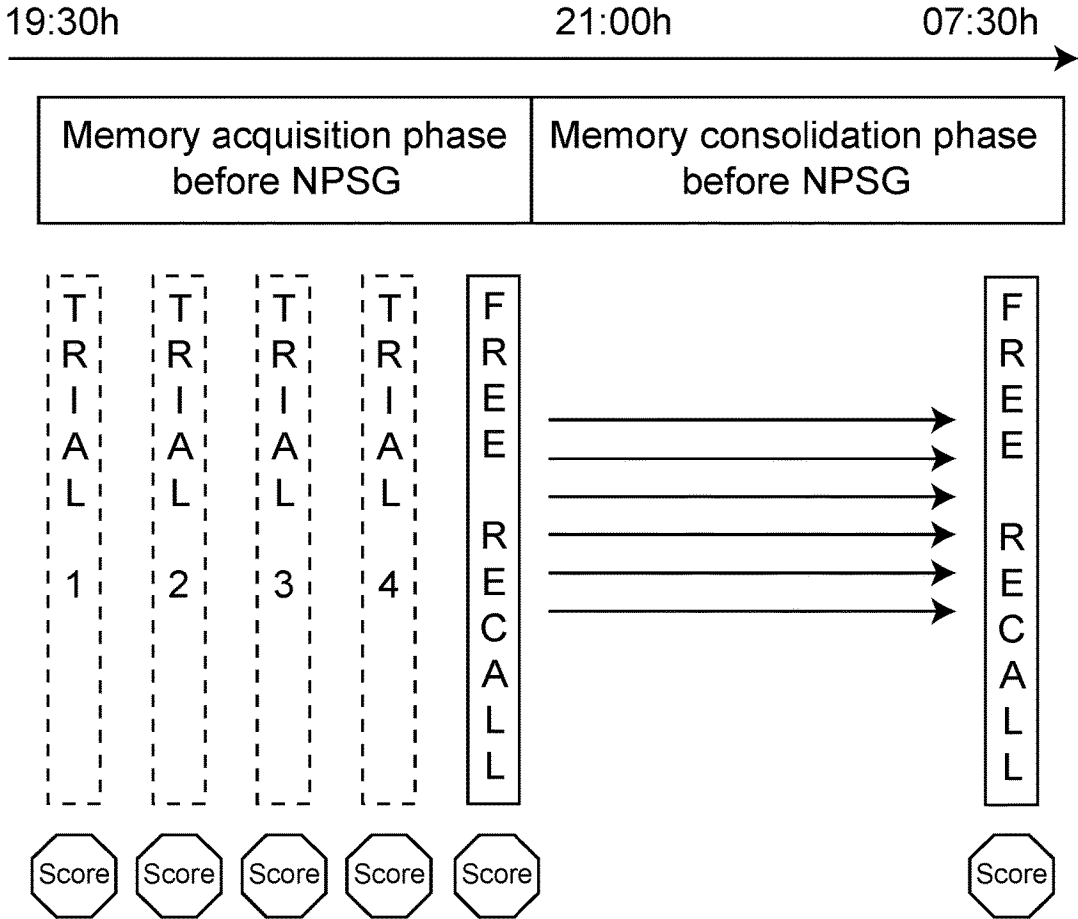 19:30h 21:00h 07:30h
Memory acquisition phase
before NPSG
Memory consolidation phase
before NPSG
TRIAL 1
TRIAL 2
TRIAL 3
TRIAL 4
FREE RECALL
FREE RECALL
Score Score Score Score Score Score